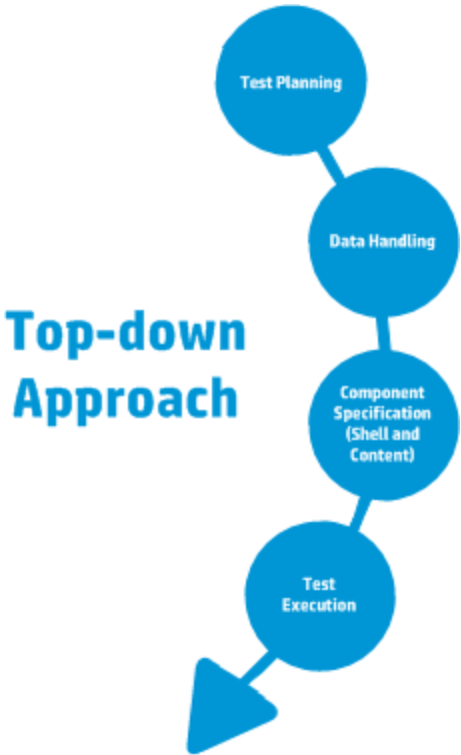 Test Planning
Data Handling
Top-down
Approach
Component
Specification
(Shell and
Content)
Test
Execution